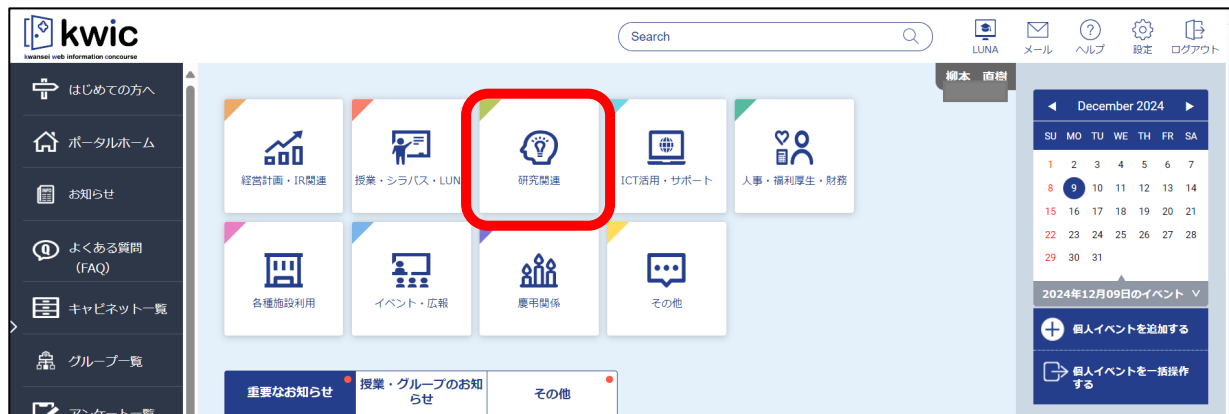 kwic
kwansei web information concourse
Search
LUNA
メール
ヘルプ
設定
ログアウト
柳本 直樹
はじめての方へ
ポータルホーム
お知らせ
よくある質問
(FAQ)
キャビネット一覧
グループ一覧
アンケート一覧
経営計画・IR関連
授業・シラバス・LUN
研究関連
ICT活用・サポート
人事・福利厚生・財務
各種施設利用
イベント・広報
慶弔関係
その他
重要なお知らせ
授業・グループのお知
らせ
その他
December 2024
SU MO TU WE TH FR SA
1 2 3 4 5 6 7
8 9 10 11 12 13 14
15 16 17 18 19 20 21
22 23 24 25 26 27 28
29 30 31
2024年12月09日のイベント
個人イベントを追加する
個人イベントを一括操作
する